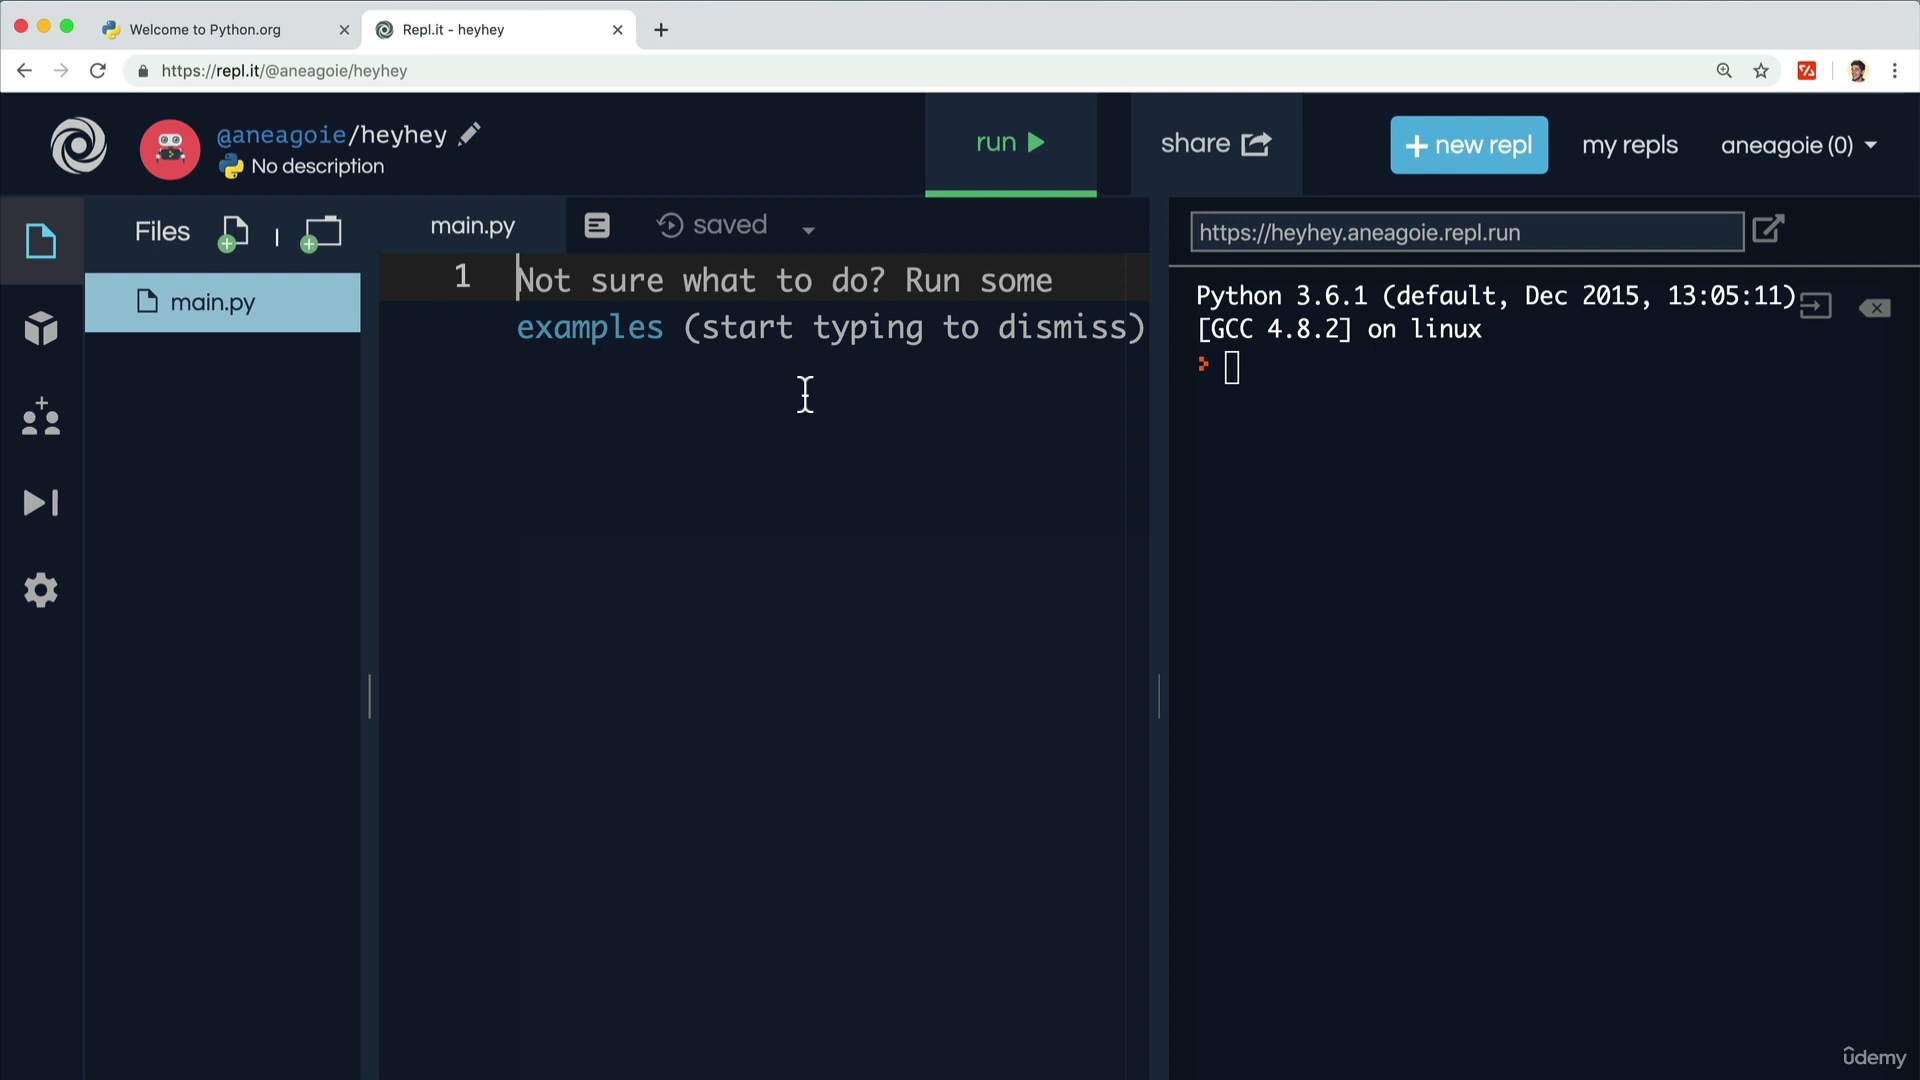 Welcome to Python.org
Repl.it - heyhey
https://repl.it/@aneagoie/heyhey
@aneagoie/heyhey
No description
run
share
+ new repl
my repls
aneagoie (0)
Files
main.py
saved
https://heyhey.aneagoie.repl.run
main.py
1
Not sure what to do? Run some
examples (start typing to dismiss)
Python 3.6.1 (default, Dec 2015, 13:05:11)
[GCC 4.8.2] on linux
ûdemy